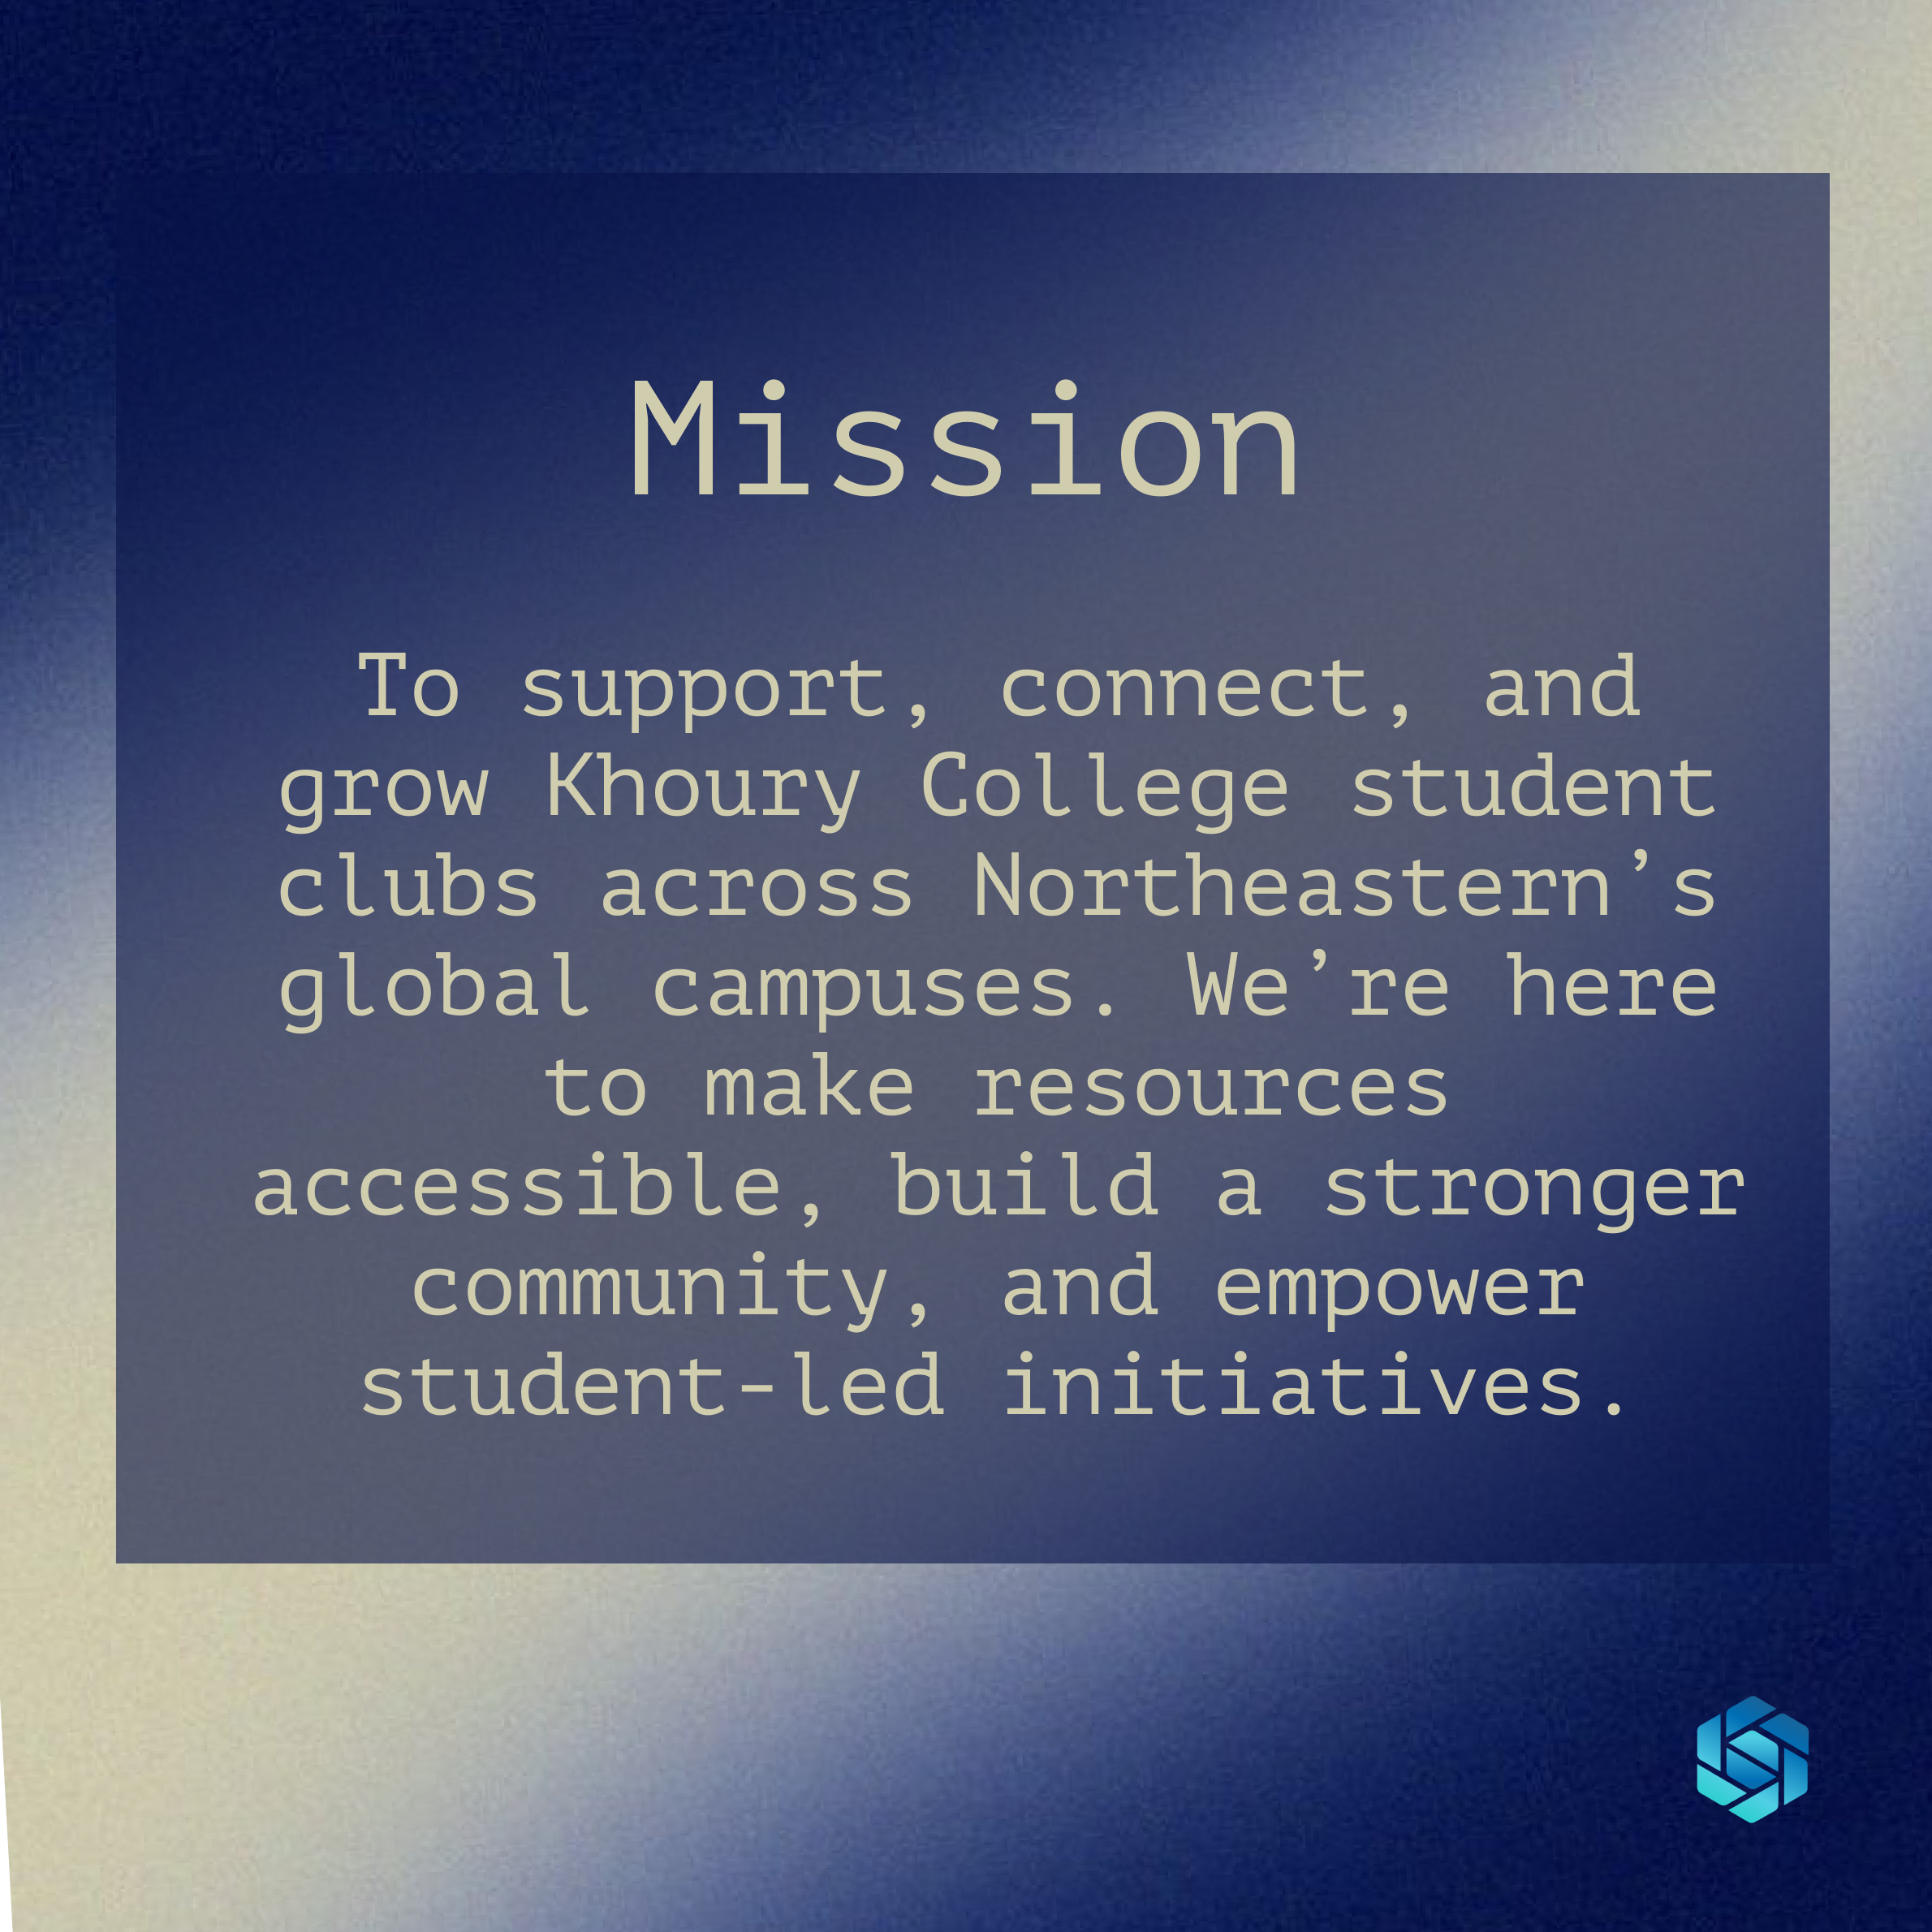 Mission
To support, connect, and
grow Khoury College student
clubs across Northeastern’s
global campuses. We’re here
to make resources
accessible, build a stronger
community, and empower
student-led initiatives.